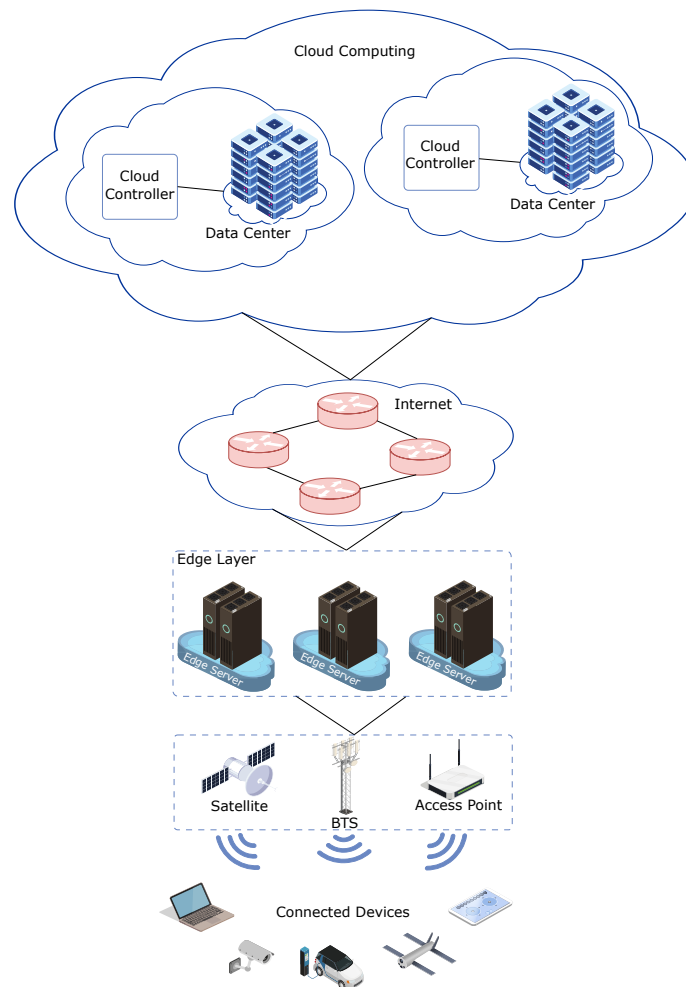 Cloud Computing
Cloud
Controller
Data Center
Cloud
Controller
Data Center
Internet
Edge Layer
Edge Server
Edge Server
Edge Server
Satellite
BTS
Access Point
Connected Devices